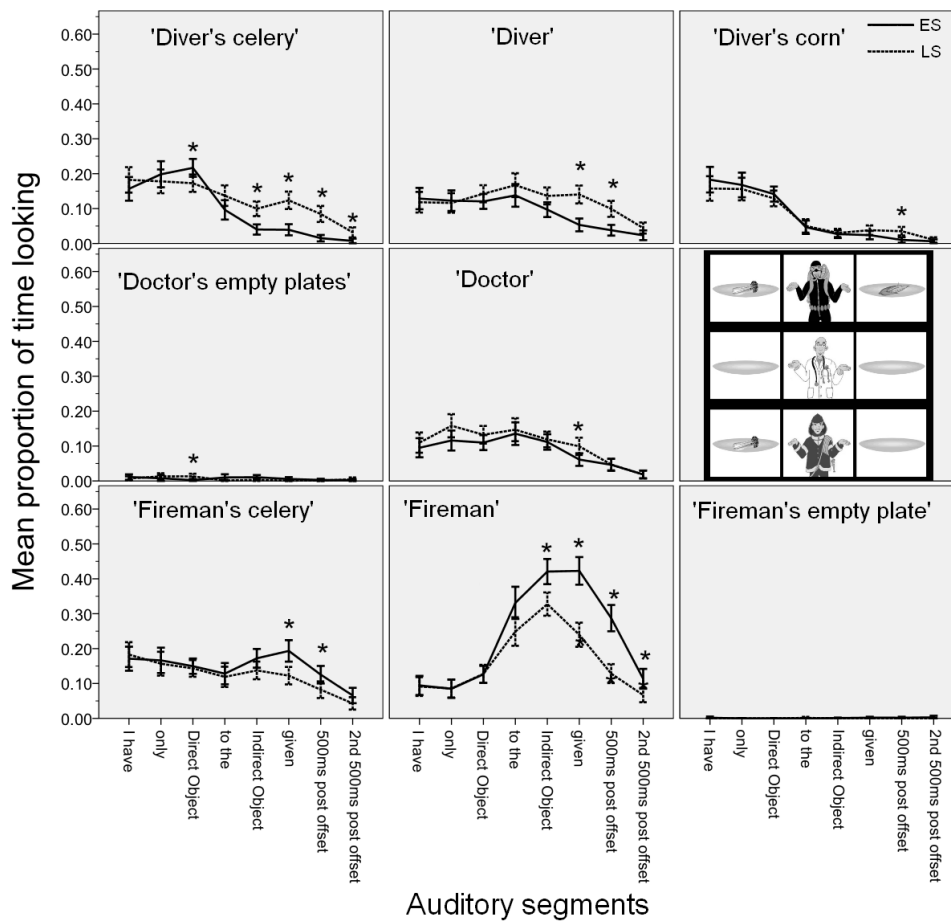 'Diver's celery'
'Diver'
'Diver's corn'
ES
LS
0.60
0.50
0.40
0.30
0.20
0.10
0.00
*
*
*
*
*
*
*
*
'Doctor's empty plates'
'Doctor'
0.60
0.50
0.40
0.30
0.20
0.10
0.00
*
*
'Fireman's celery'
'Fireman'
'Fireman's empty plate'
0.60
0.50
0.40
0.30
0.20
0.10
0.00
*
*
*
*
*
*
Mean proportion of time looking
I have
only
Direct Object
to the
Indirect Object
given
500ms post offset
2nd 500ms post offset
I have
only
Direct Object
to the
Indirect Object
given
500ms post offset
2nd 500ms post offset
I have
only
Direct Object
to the
Indirect Object
given
500ms post offset
2nd 500ms post offset
Auditory segments